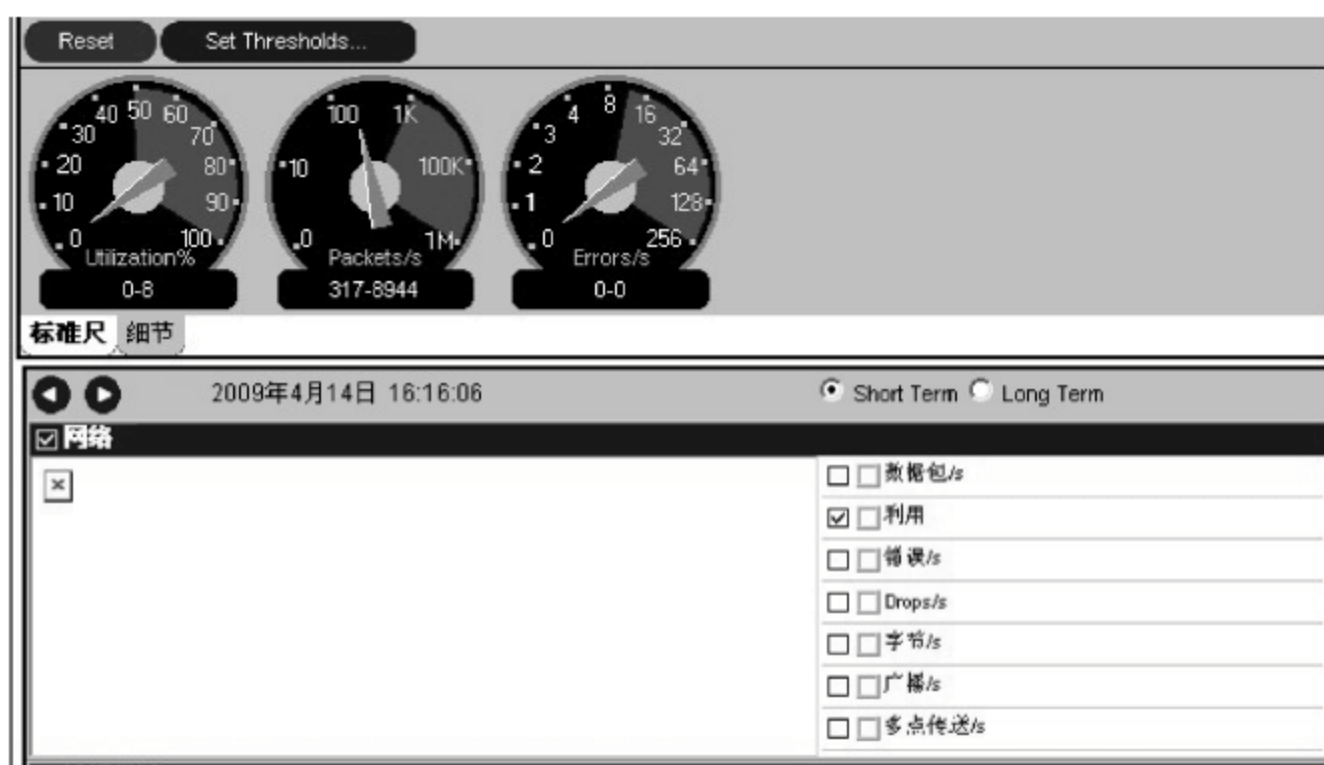 Reset Set Thresholds...
0 10 20 30 40 50 60 70 80 90 100
Utilization%
0-8
0 10 100 1K 100K 1M
Packets/s
317-8944
0 1 2 3 4 8 16 32 64 128 256
Errors/s
0-0
标准尺 细节
2009年4月14日 16:16:06 Short Term Long Term
网络
数据包/s
利用
错误/s
Drops/s
字节/s
广播/s
多点传送/s